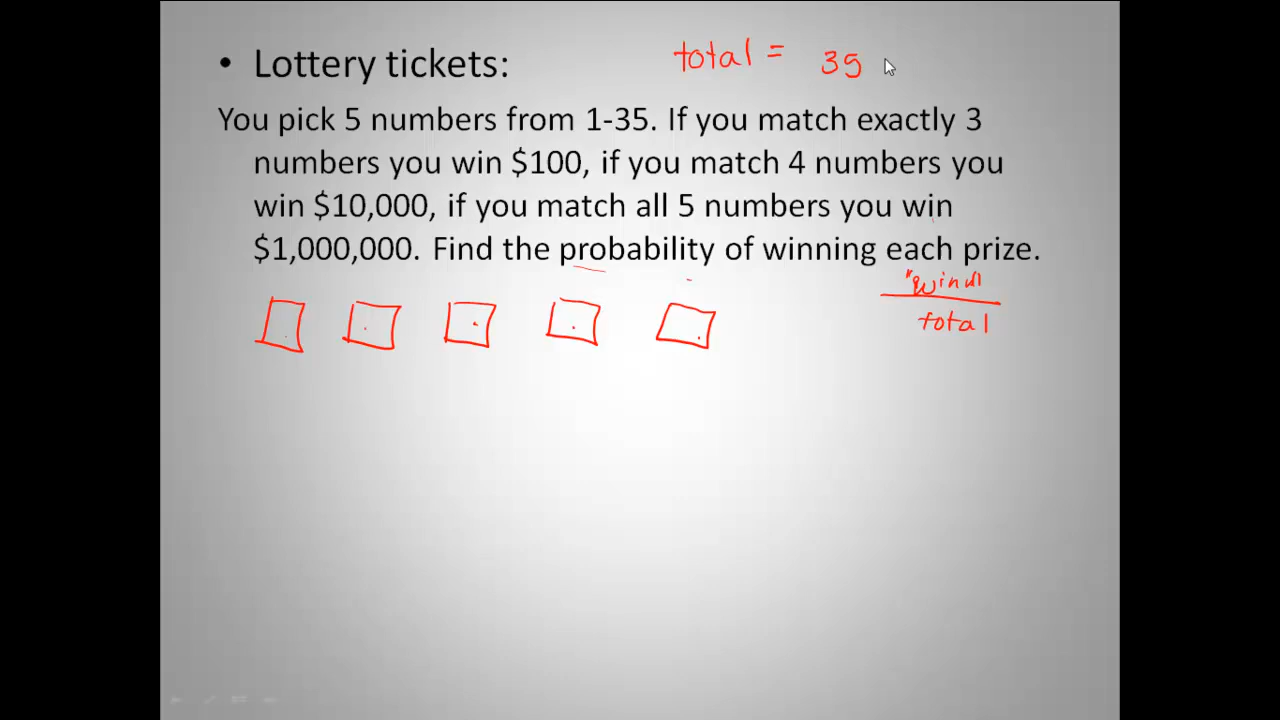 • Lottery tickets:
total = 35
You pick 5 numbers from 1-35. If you match exactly 3
numbers you win $100, if you match 4 numbers you
win $10,000, if you match all 5 numbers you win
$1,000,000. Find the probability of winning each prize.
total